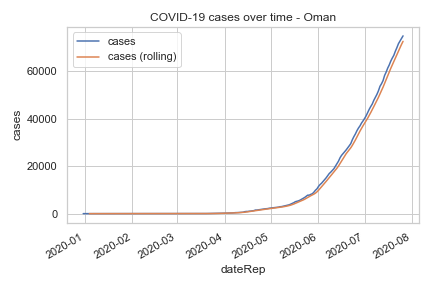 COVID-19 cases over time - Oman
cases
cases (rolling)
60000
40000
20000
0
cases
2020-01
2020-02
2020-03
2020-04
2020-05
2020-06
2020-07
2020-08
dateRep